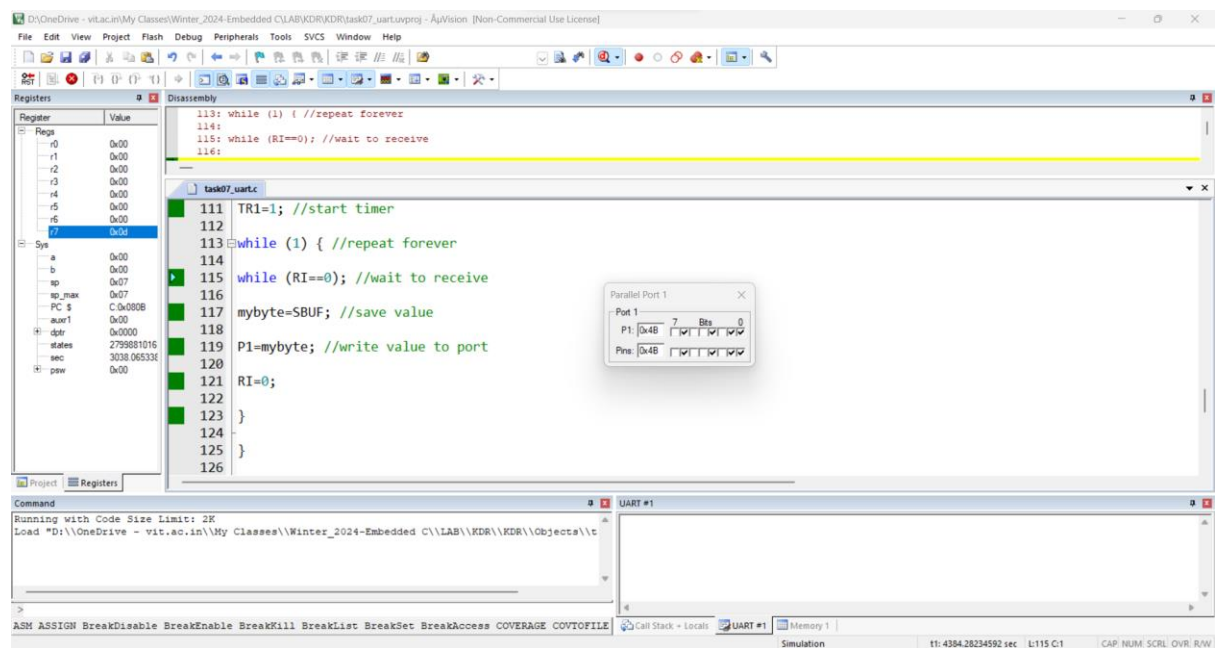 D:\OneDrive - vit.ac.in\My Classes\Winter_2024-Embedded C\LAB\KDR\KDR\task07_uart.uvproj - ÂµVision [Non-Commercial Use License]
File Edit View Project Flash Debug Peripherals Tools SVCS Window Help
RST
Registers
Register Value
Regs
r0 0x00
r1 0x00
r2 0x00
r3 0x00
r4 0x00
r5 0x00
r6 0x00
r7 0x0d
Sys
a 0x00
b 0x00
sp 0x07
sp_max 0x07
PC $ C:0x080B
auxr1 0x00
dptr 0x0000
states 2799881016
sec 3038.065338
psw 0x00
Project Registers
Disassembly
113: while (1) { //repeat forever
114:
115: while (RI==0); //wait to receive
116:
task07_uart.c
111 TR1=1; //start timer
112
113 while (1) { //repeat forever
114
115 while (RI==0); //wait to receive
116
117 mybyte=SBUF; //save value
118
119 P1=mybyte; //write value to port
120
121 RI=0;
122
123 }
124
125 }
126
Parallel Port 1
Port 1
7 Bits 0
P1: 0x4B
Pins: 0x4B
Command
Running with Code Size Limit: 2K
Load "D:\\OneDrive - vit.ac.in\\My Classes\\Winter_2024-Embedded C\\LAB\\KDR\\KDR\\Objects\\t
>
ASM ASSIGN BreakDisable BreakEnable BreakKill BreakList BreakSet BreakAccess COVERAGE COVTOFILE
UART #1
Call Stack + Locals UART #1 Memory 1
Simulation t1: 4384.28234592 sec L:115 C:1 CAP NUM SCRL OVR R/W